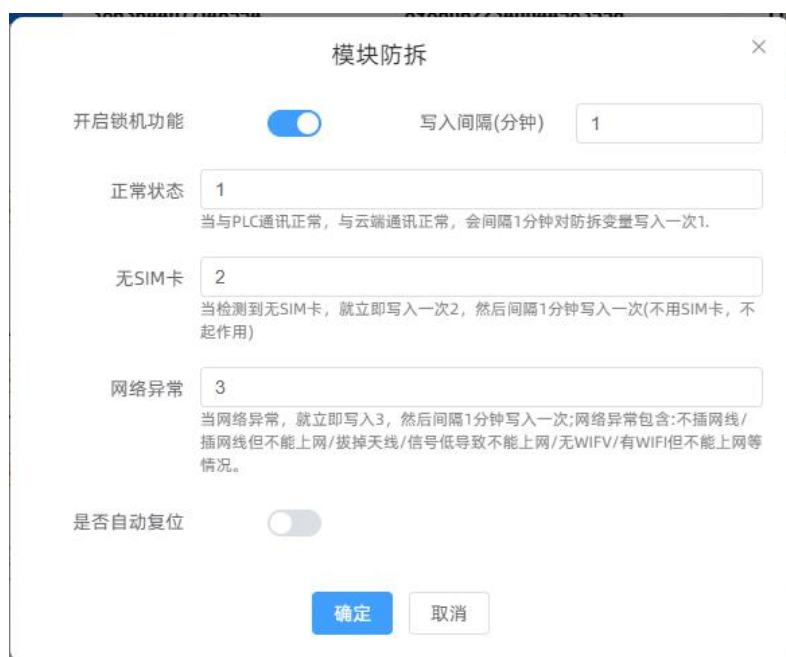 模块防拆
开启锁机功能
写入间隔(分钟) 1
正常状态 1
当与PLC通讯正常，与云端通讯正常，会间隔1分钟对防拆变量写入一次1.
无SIM卡 2
当检测到无SIM卡，就立即写入一次2，然后间隔1分钟写入一次(不用SIM卡，不
起作用)
网络异常 3
当网络异常，就立即写入3，然后间隔1分钟写入一次;网络异常包含:不插网线/
插网线但不能上网/拔掉天线/信号低导致不能上网/无WIFV/有WIFI但不能上网等
情况。
是否自动复位
确定 取消